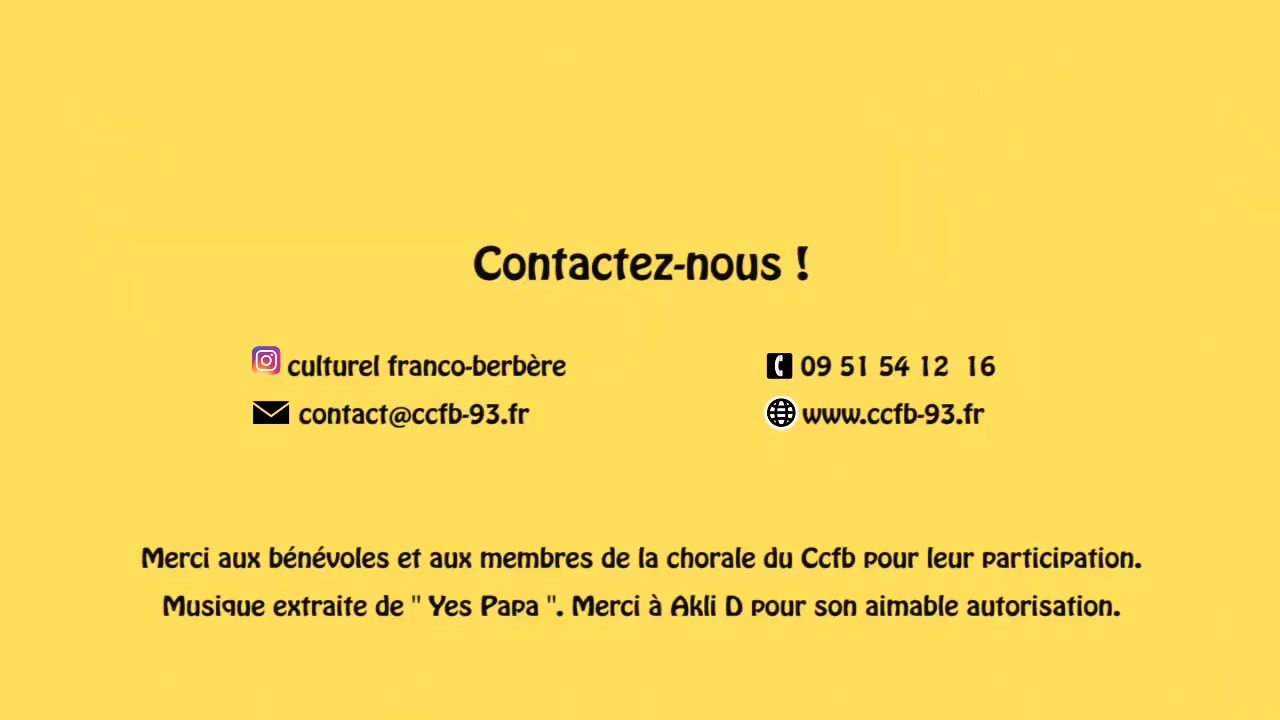 Contactez-nous !
culturel franco-berbère
09 51 54 12 16
contact@ccfb-93.fr
www.ccfb-93.fr
Merci aux bénévoles et aux membres de la chorale du Ccfb pour leur participation.
Musique extraite de " Yes Papa ". Merci à Akli D pour son aimable autorisation.